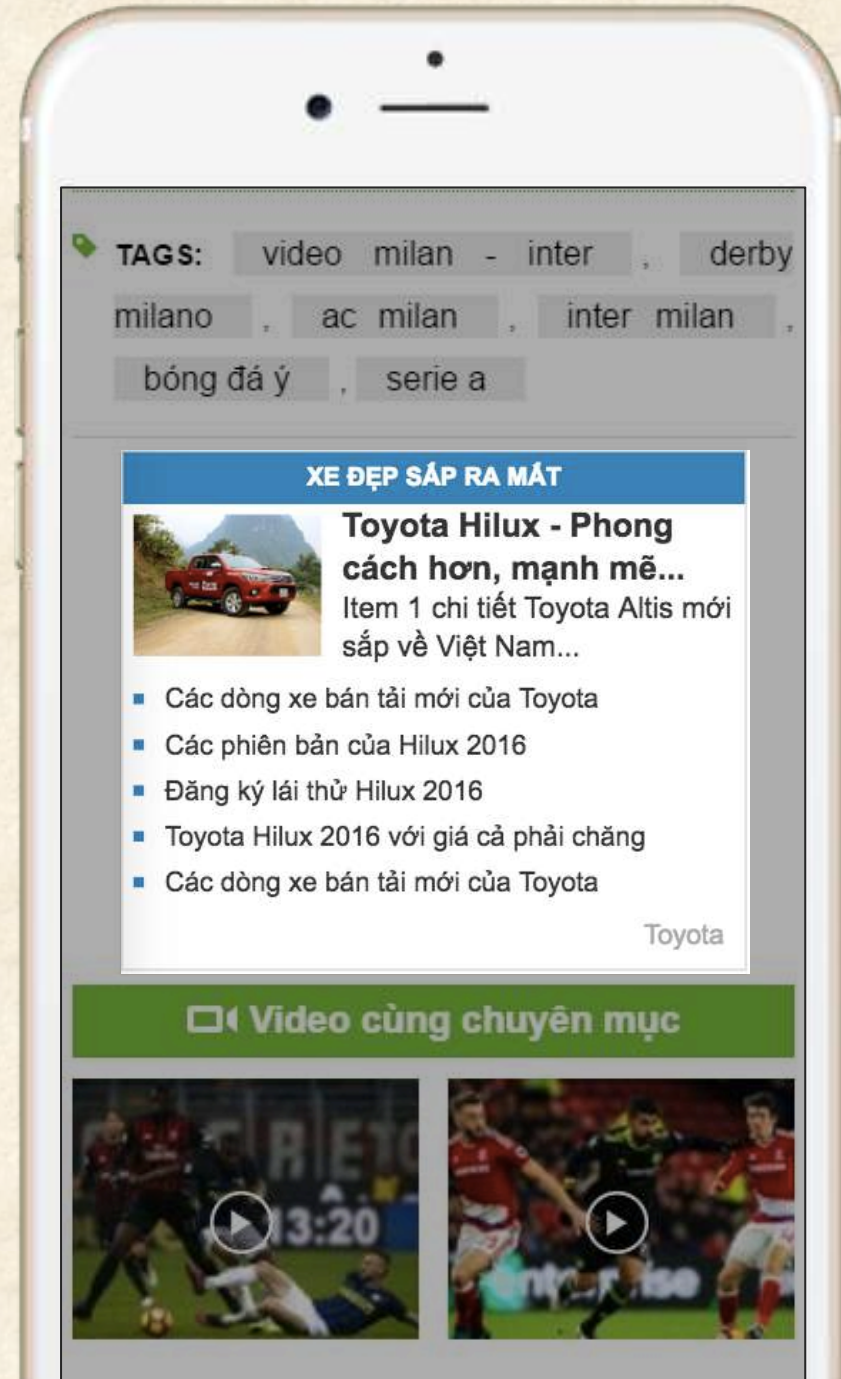 TAGS: video milan - inter , derby
milano , ac milan , inter milan ,
bóng đá ý , serie a
XE ĐẸP SẮP RA MẮT
Toyota Hilux - Phong
cách hơn, mạnh mẽ...
Item 1 chi tiết Toyota Altis mới
sắp về Việt Nam...
Các dòng xe bán tải mới của Toyota
Các phiên bản của Hilux 2016
Đăng ký lái thử Hilux 2016
Toyota Hilux 2016 với giá cả phải chăng
Các dòng xe bán tải mới của Toyota
Toyota
Video cùng chuyên mục
13:20